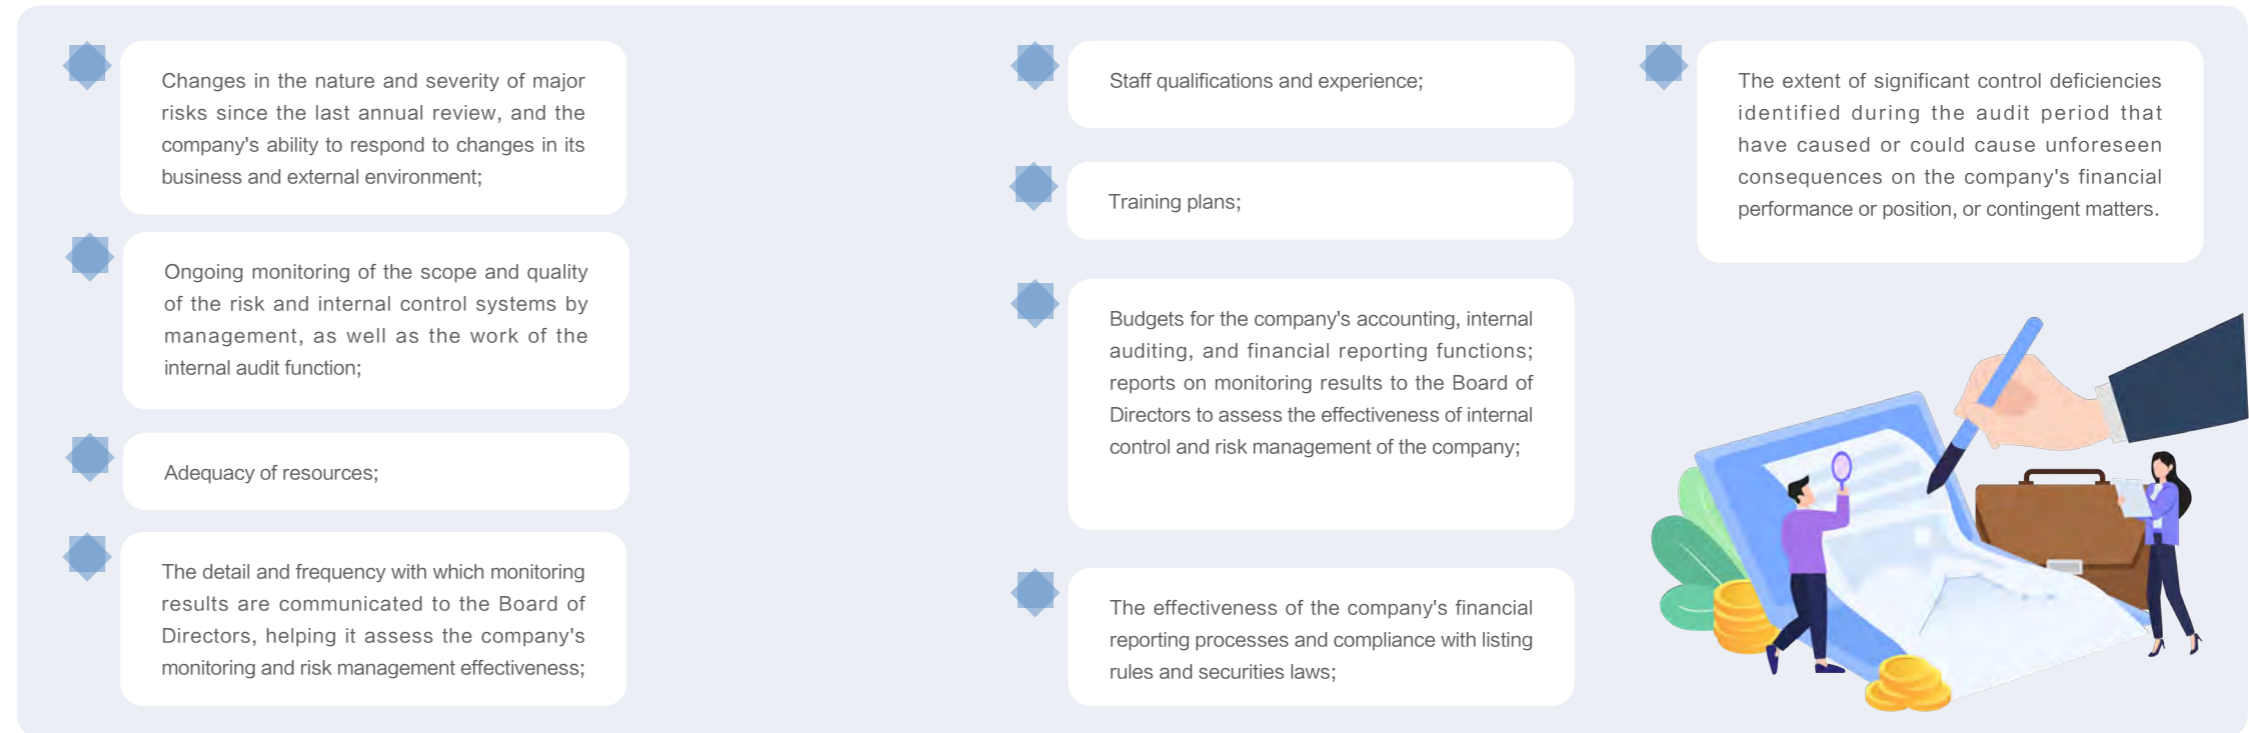 Changes in the nature and severity of major
risks since the last annual review, and the
company's ability to respond to changes in its
business and external environment;
Ongoing monitoring of the scope and quality
of the risk and internal control systems by
management, as well as the work of the
internal audit function;
Adequacy of resources;
The detail and frequency with which monitoring
results are communicated to the Board of
Directors, helping it assess the company's
monitoring and risk management effectiveness;
Staff qualifications and experience;
Training plans;
Budgets for the company's accounting, internal
auditing, and financial reporting functions;
reports on monitoring results to the Board of
Directors to assess the effectiveness of internal
control and risk management of the company;
The effectiveness of the company's financial
reporting processes and compliance with listing
rules and securities laws;
The extent of significant control deficiencies
identified during the audit period that
have caused or could cause unforeseen
consequences on the company's financial
performance or position, or contingent matters.